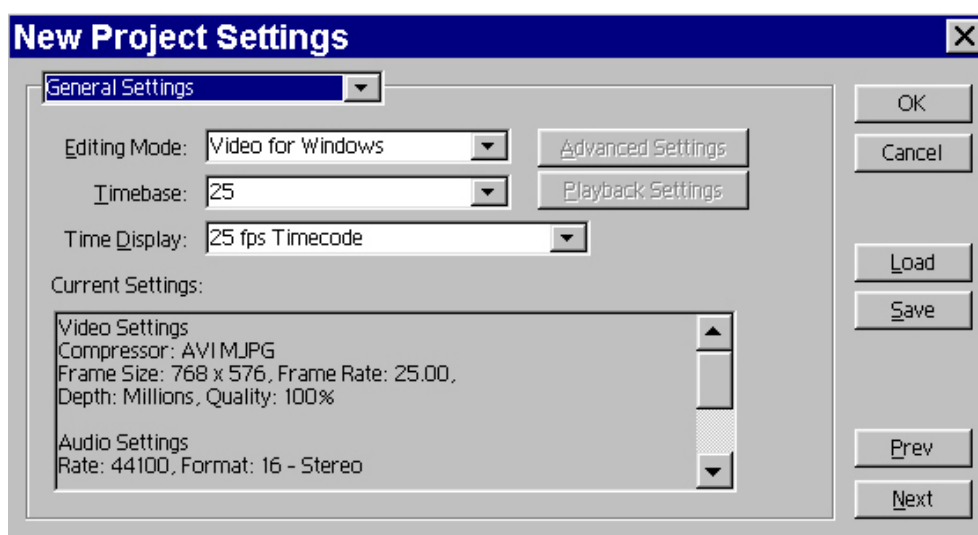 New Project Settings
General Settings
OK
Editing Mode: Video for Windows Advanced Settings
Cancel
Timebase: 25 Playback Settings
Time Display: 25 fps Timecode
Load
Current Settings:
Save
Video Settings
Compressor: AVI MJPG
Frame Size: 768 x 576, Frame Rate: 25.00,
Depth: Millions, Quality: 100%
Audio Settings
Rate: 44100, Format: 16 - Stereo
Prev
Next